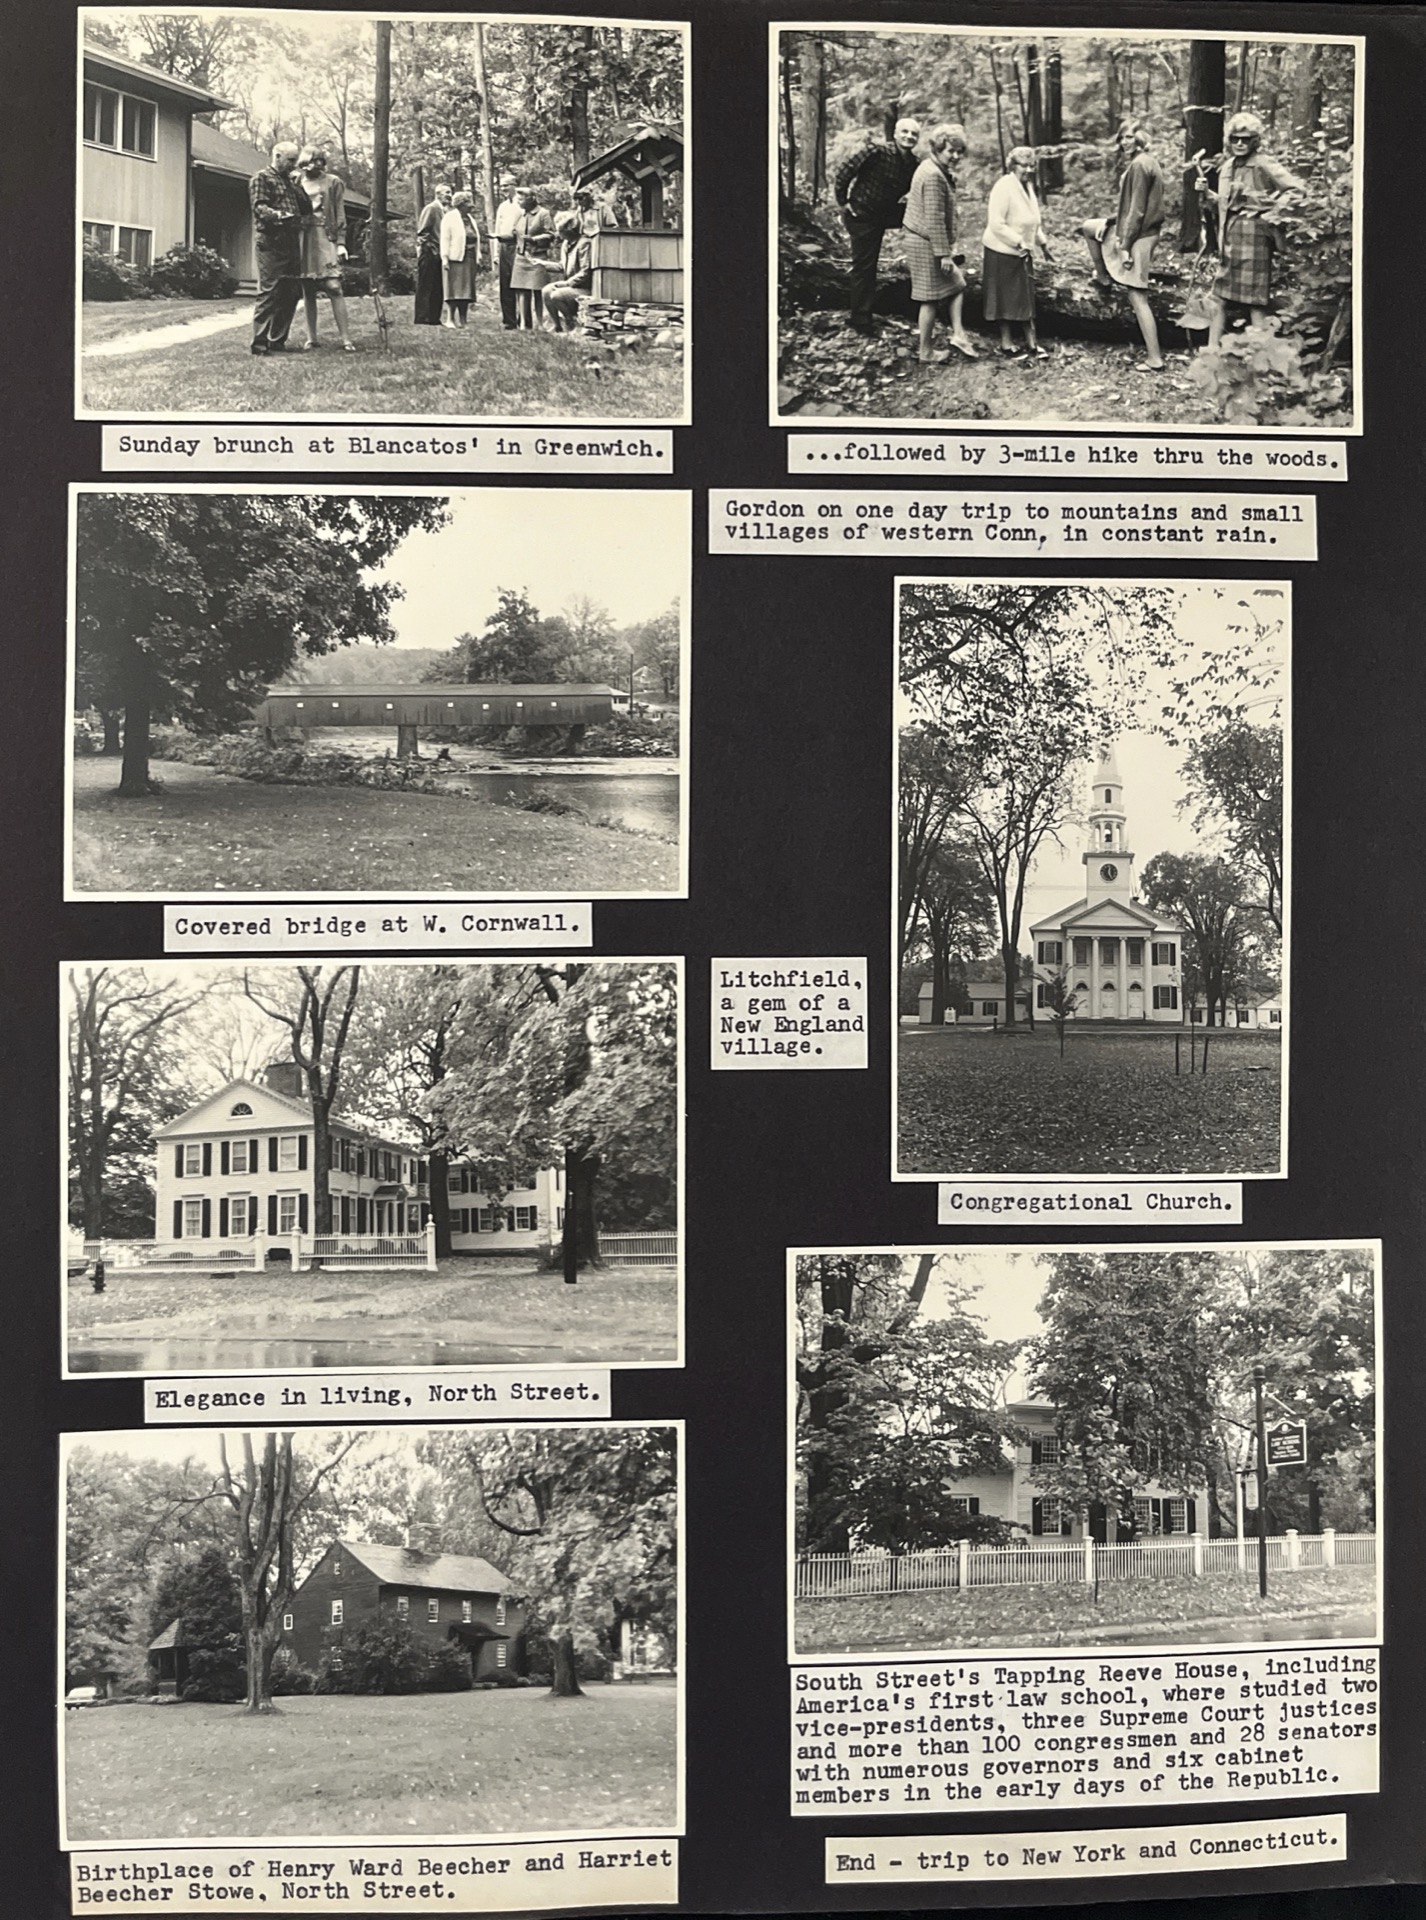 Sunday brunch at Blancatos' in Greenwich.
...followed by 3-mile hike thru the woods.
Gordon on one day trip to mountains and small
villages of western Conn, in constant rain.
Covered bridge at W. Cornwall.
Litchfield,
a gem of a
New England
village.
Congregational Church.
Elegance in living, North Street.
LAW SCHOOL
South Street's Tapping Reeve House, including
America's first law school, where studied two
vice-presidents, three Supreme Court justices
and more than 100 congressmen and 28 senators
with numerous governors and six cabinet
members in the early days of the Republic.
Birthplace of Henry Ward Beecher and Harriet
Beecher Stowe, North Street.
End - trip to New York and Connecticut.